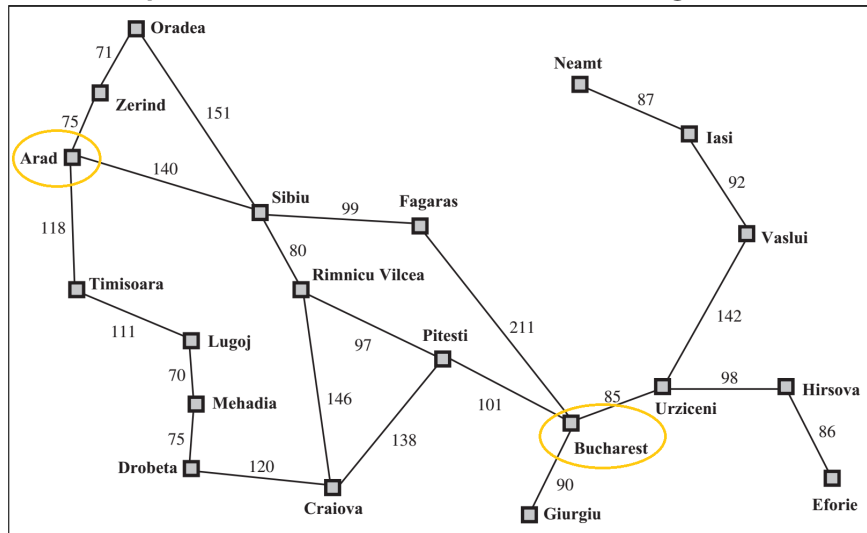 Oradea
71
Neamt
87
Zerind
151
75
Iasi
Arad
140
92
Sibiu
99
Fagaras
118
Vaslui
80
Timisoara
Rimnicu Vilcea
142
111
Pitesti
211
Lugoj
97
70
98
Hirsova
146
101
85
Urziceni
Mehadia
86
75
138
Bucharest
120
Drobeta
90
Craiova
Giurgiu
Eforie